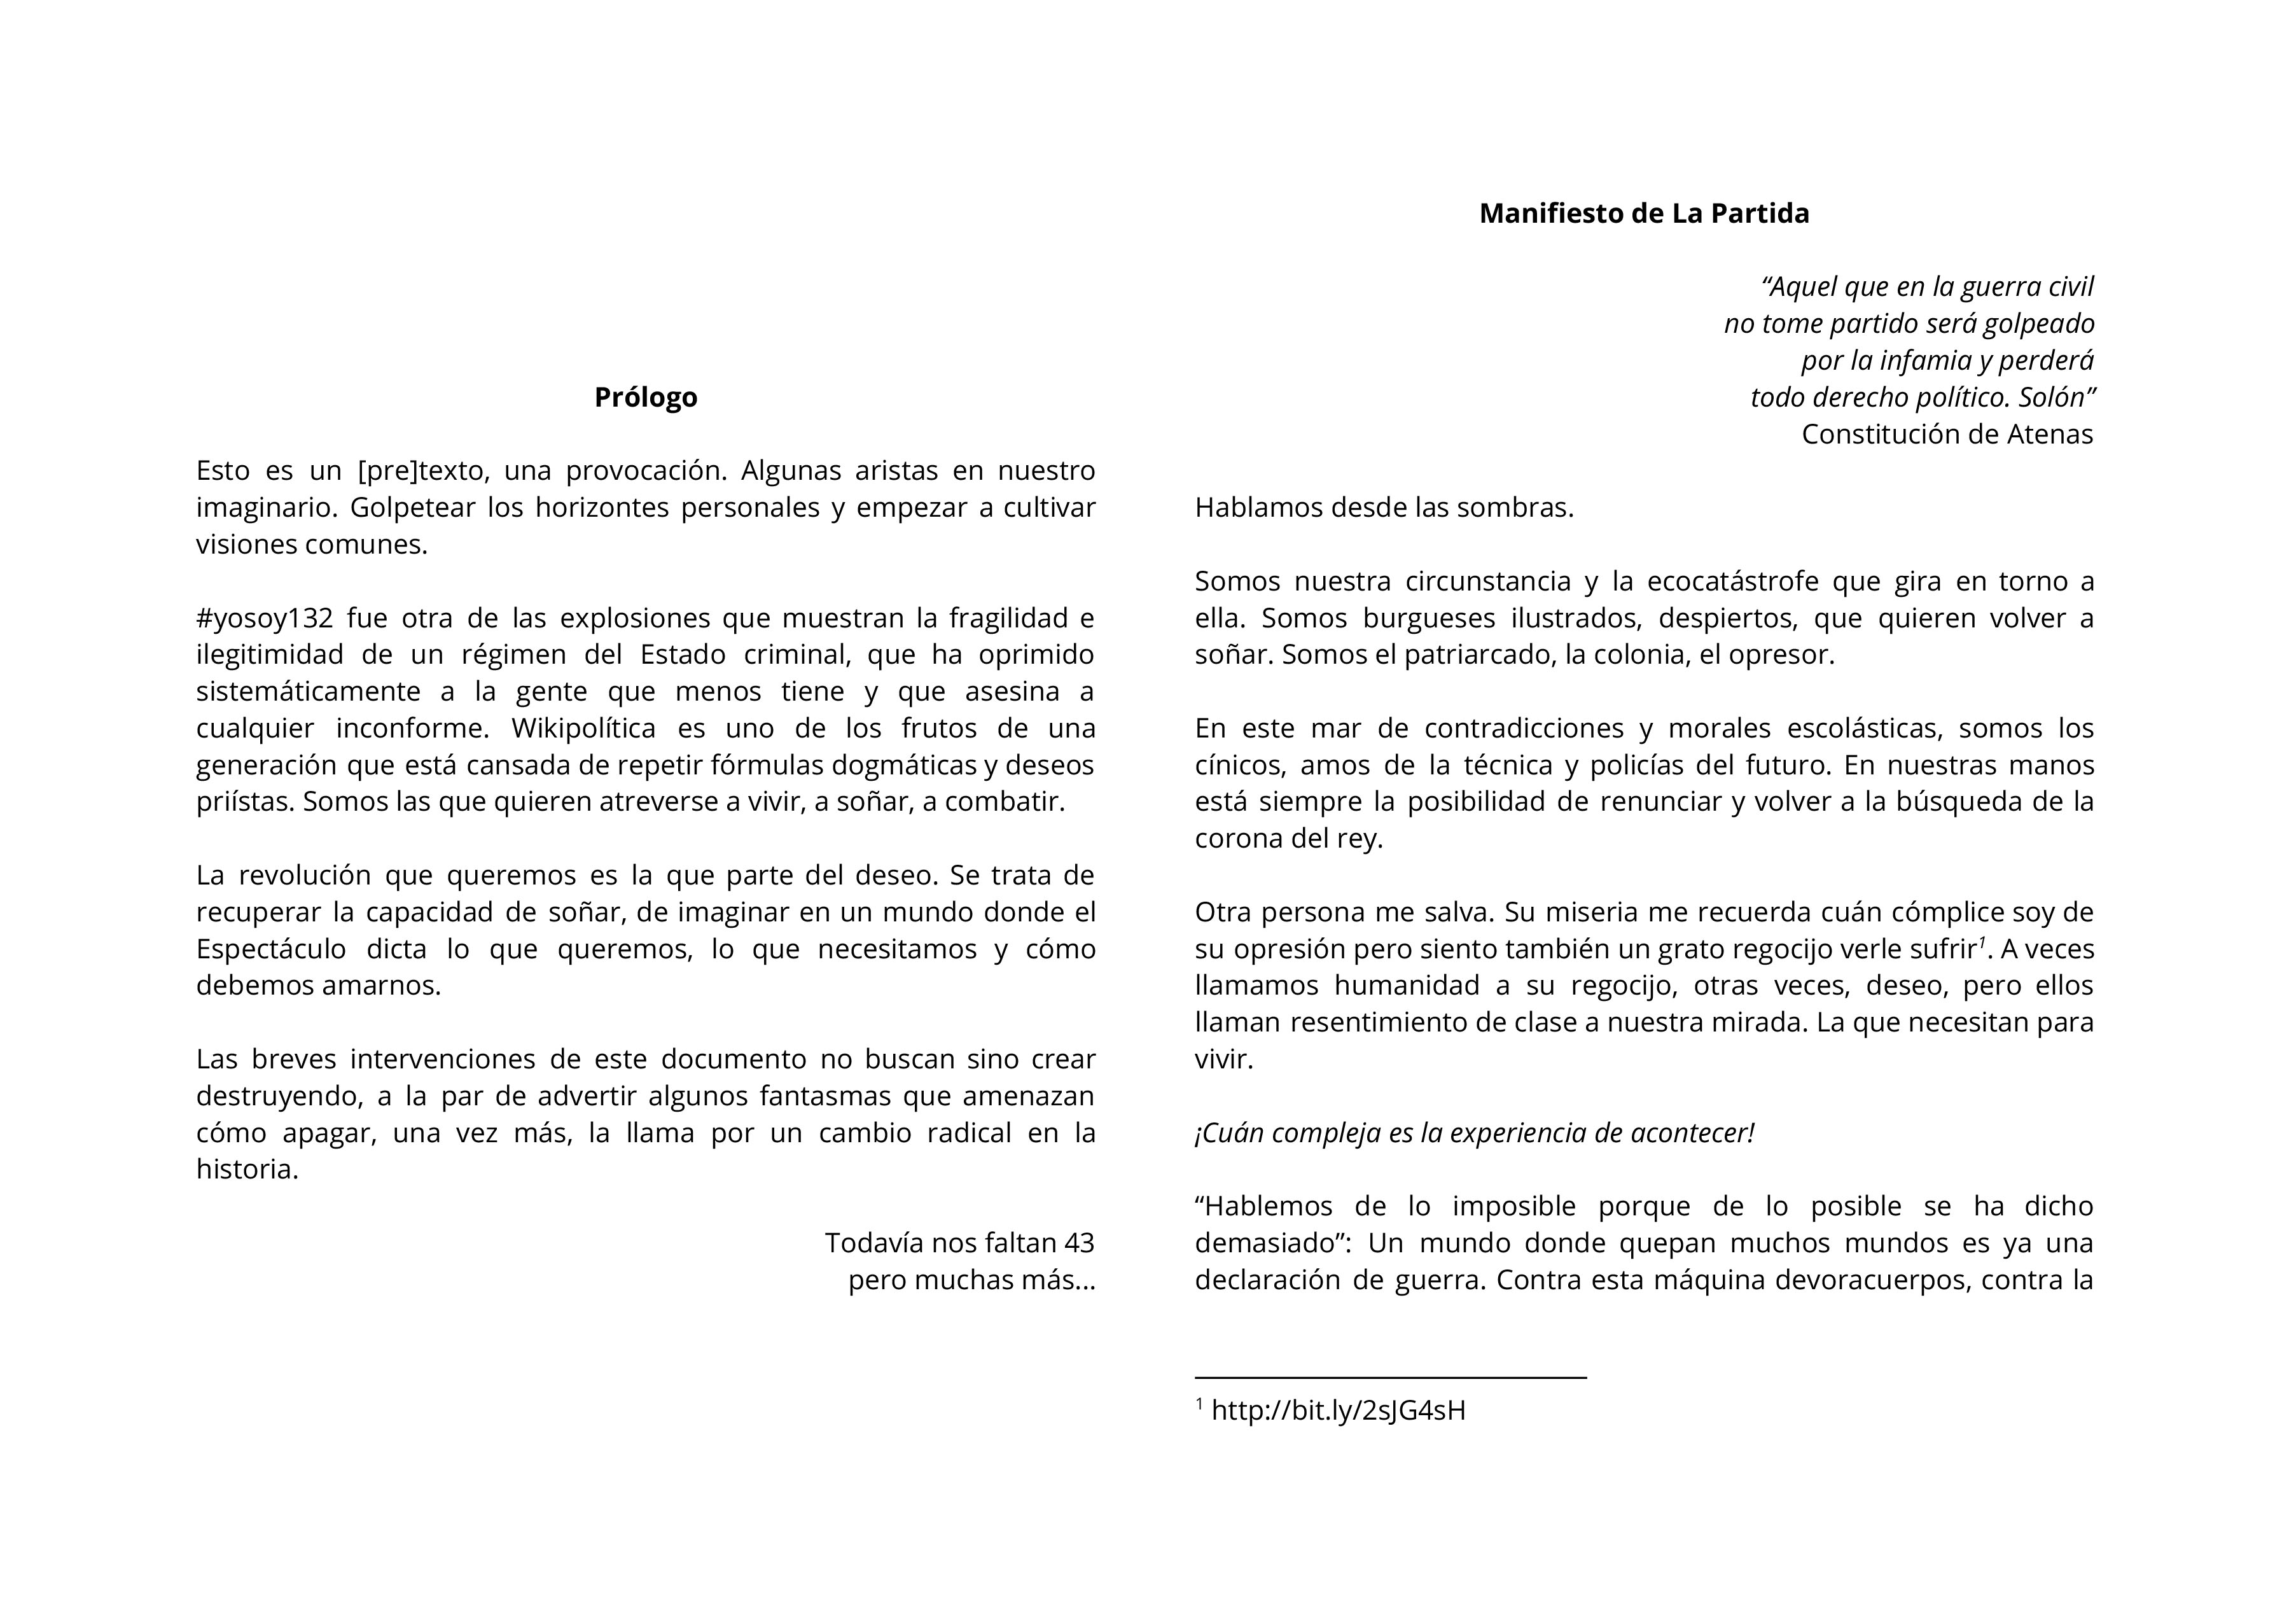 Prólogo
Esto es un [pre]texto, una provocación. Algunas aristas en nuestro
imaginario. Golpetear los horizontes personales y empezar a cultivar
visiones comunes.
#yosoy132 fue otra de las explosiones que muestran la fragilidad e
ilegitimidad de un régimen del Estado criminal, que ha oprimido
sistemáticamente a la gente que menos tiene y que asesina a
cualquier inconforme. Wikipolítica es uno de los frutos de una
generación que está cansada de repetir fórmulas dogmáticas y deseos
priístas. Somos las que quieren atreverse a vivir, a soñar, a combatir.
La revolución que queremos es la que parte del deseo. Se trata de
recuperar la capacidad de soñar, de imaginar en un mundo donde el
Espectáculo dicta lo que queremos, lo que necesitamos y cómo
debemos amarnos.
Las breves intervenciones de este documento no buscan sino crear
destruyendo, a la par de advertir algunos fantasmas que amenazan
cómo apagar, una vez más, la llama por un cambio radical en la
historia.
Todavía nos faltan 43
pero muchas más...
Manifiesto de La Partida
“Aquel que en la guerra civil
no tome partido será golpeado
por la infamia y perderá
todo derecho político. Solón”
Constitución de Atenas
Hablamos desde las sombras.
Somos nuestra circunstancia y la ecocatástrofe que gira en torno a
ella. Somos burgueses ilustrados, despiertos, que quieren volver a
soñar. Somos el patriarcado, la colonia, el opresor.
En este mar de contradicciones y morales escolásticas, somos los
cínicos, amos de la técnica y policías del futuro. En nuestras manos
está siempre la posibilidad de renunciar y volver a la búsqueda de la
corona del rey.
Otra persona me salva. Su miseria me recuerda cuán cómplice soy de
su opresión pero siento también un grato regocijo verle sufrir¹. A veces
llamamos humanidad a su regocijo, otras veces, deseo, pero ellos
llaman resentimiento de clase a nuestra mirada. La que necesitan para
vivir.
¡Cuán compleja es la experiencia de acontecer!
“Hablemos de lo imposible porque de lo posible se ha dicho
demasiado”: Un mundo donde quepan muchos mundos es ya una
declaración de guerra. Contra esta máquina devoracuerpos, contra la
¹ http://bit.ly/2sJG4sH